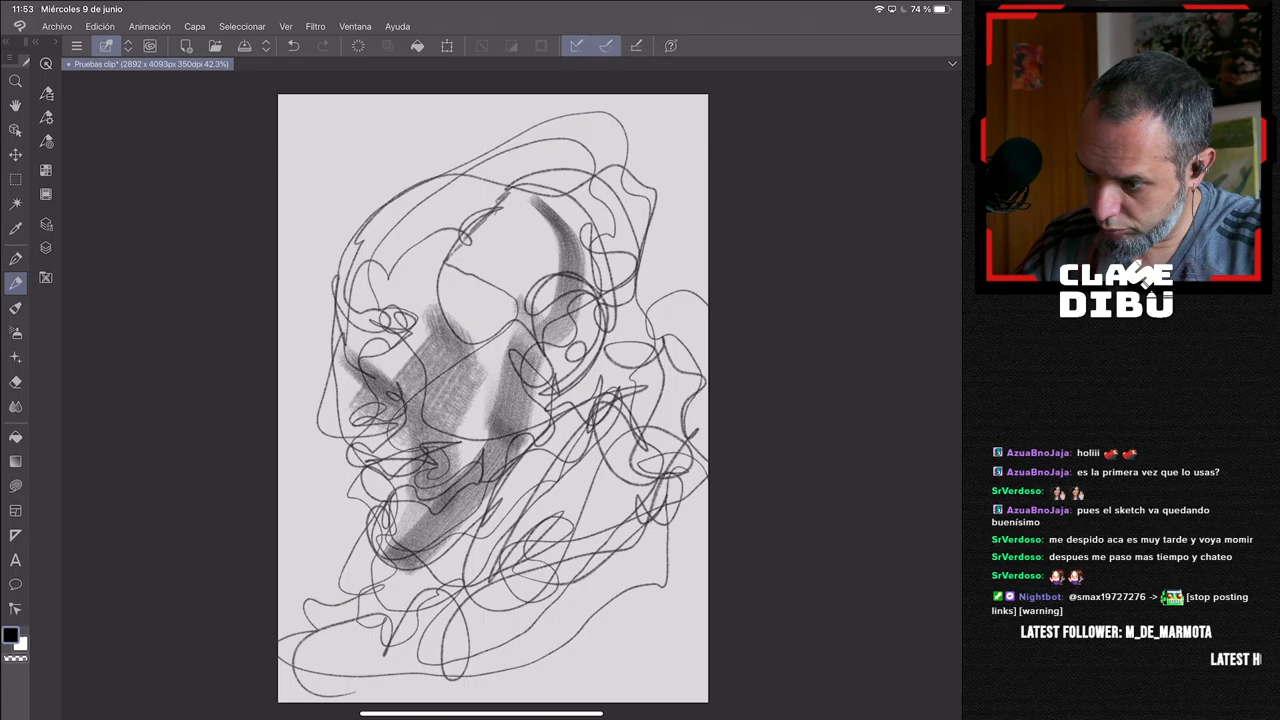 11:53 Miércoles 9 de junio
74 %
Archivo Edición Animación Capa Seleccionar Ver Filtro Ventana Ayuda
Pruebas clip* (2892 x 4093px 350dpi 42.3%)
CLASE
DIBU
AzuaBnoJaja: holiii
AzuaBnoJaja: es la primera vez que lo usas?
SrVerdoso:
AzuaBnoJaja: pues el sketch va quedando
buenísimo
SrVerdoso: me despido aca es muy tarde y voya momir
SrVerdoso: despues me paso mas tiempo y chateo
SrVerdoso:
Nightbot: @smax19727276 -> [stop posting
links] [warning]
LATEST FOLLOWER: M_DE_MARMOTA
LATEST H